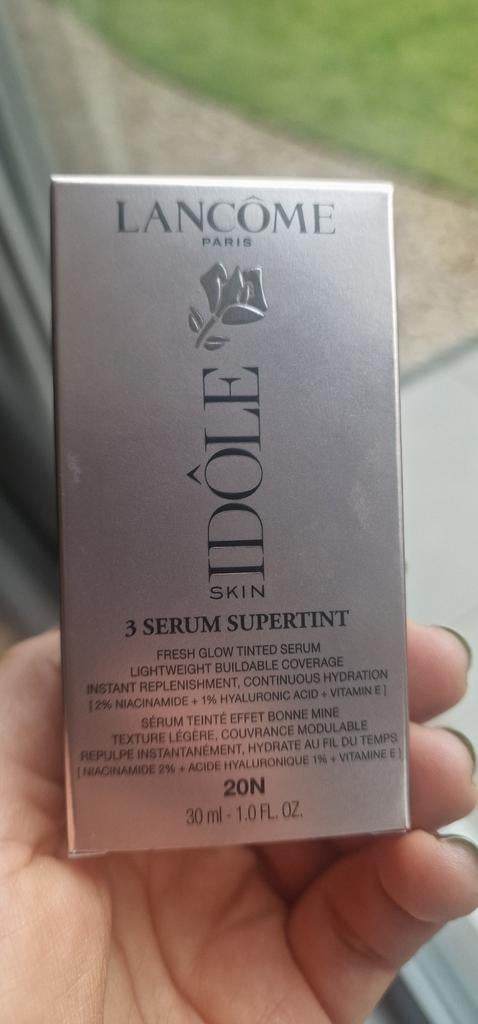 LANCÔME
PARIS
IDÔLE
SKIN
3 SERUM SUPERTINT
FRESH GLOW TINTED SERUM
LIGHTWEIGHT BUILDABLE COVERAGE
INSTANT REPLENISHMENT, CONTINUOUS HYDRATION
[ 2% NIACINAMIDE + 1% HYALURONIC ACID + VITAMIN E ]
SÉRUM TEINTÉ EFFET BONNE MINE
TEXTURE LÉGÈRE, COUVRANCE MODULABLE
REPULPE INSTANTANÉMENT, HYDRATE AU FIL DU TEMPS
[ NIACINAMIDE 2% + ACIDE HYALURONIQUE 1% + VITAMINE E ]
20N
30 ml - 1.0 FL. OZ.